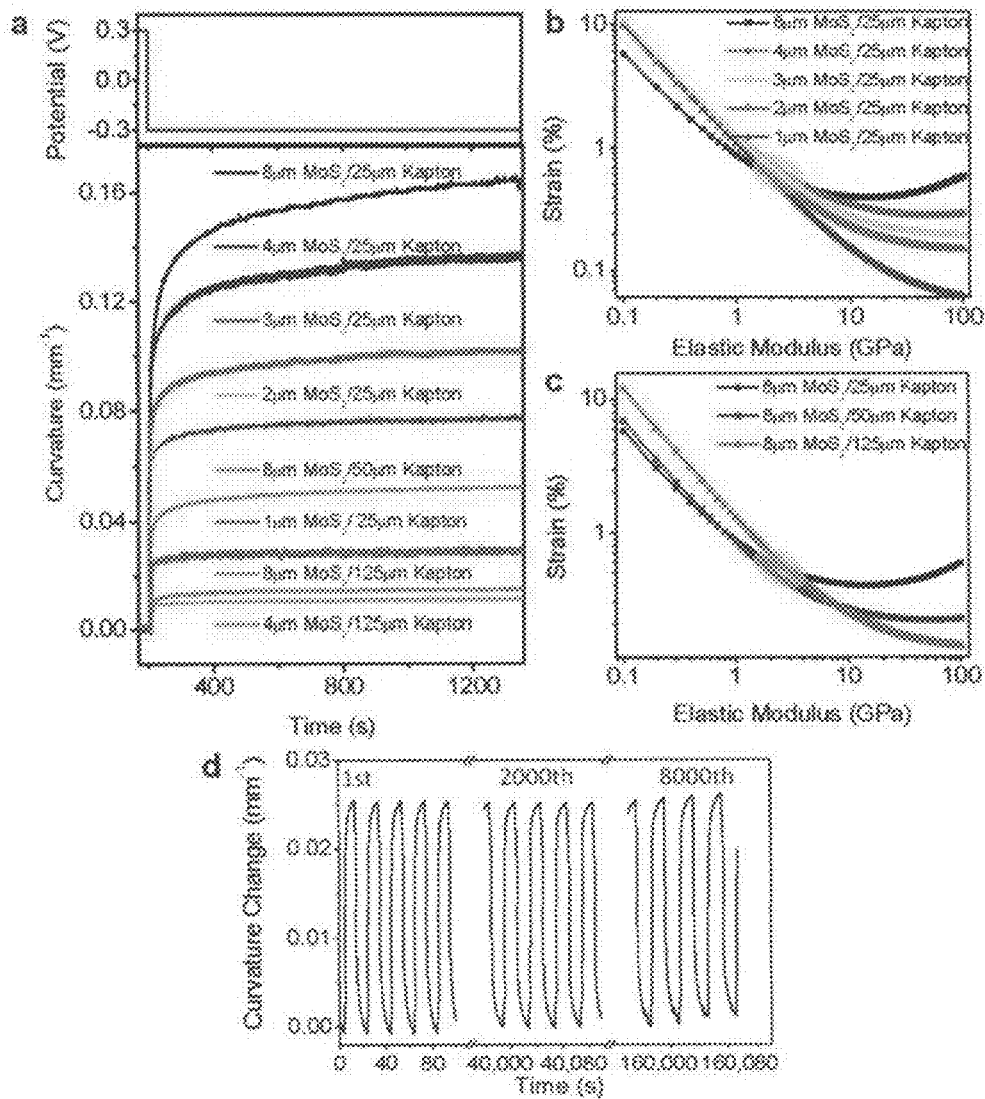 a
Potential (V)
0.3
0.0
-0.3
Curvature (mm⁻¹)
0.16
0.12
0.08
0.04
0.00
8μm MoS₂/25μm Kapton
4μm MoS₂/25μm Kapton
3μm MoS₂/25μm Kapton
2μm MoS₂/25μm Kapton
8μm MoS₂/50μm Kapton
1μm MoS₂/25μm Kapton
8μm MoS₂/125μm Kapton
4μm MoS₂/125μm Kapton
400 800 1200
Time (s)
b
Strain (%)
10
1
0.1
8μm MoS₂/25μm Kapton
4μm MoS₂/25μm Kapton
3μm MoS₂/25μm Kapton
2μm MoS₂/25μm Kapton
1μm MoS₂/25μm Kapton
0.1 1 10 100
Elastic Modulus (GPa)
c
Strain (%)
10
1
8μm MoS₂/25μm Kapton
8μm MoS₂/50μm Kapton
8μm MoS₂/125μm Kapton
0.1 1 10 100
Elastic Modulus (GPa)
d
Curvature Change (mm⁻¹)
0.03
0.02
0.01
0.00
1st 2000th 8000th
0 40 80 40,000 40,080 160,000 160,080
Time (s)